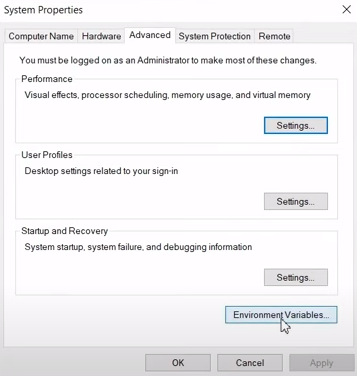 System Properties
Computer Name
Hardware
Advanced
System Protection
Remote
You must be logged on as an Administrator to make most of these changes.
Performance
Visual effects, processor scheduling, memory usage, and virtual memory
Settings...
User Profiles
Desktop settings related to your sign-in
Settings...
Startup and Recovery
System startup, system failure, and debugging information
Settings...
Environment Variables...
OK
Cancel
Apply